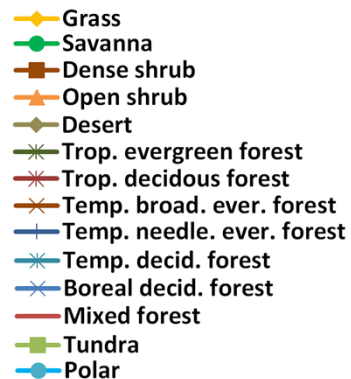 Grass
Savanna
Dense shrub
Open shrub
Desert
Trop. evergreen forest
Trop. decidous forest
Temp. broad. ever. forest
Temp. needle. ever. forest
Temp. decid. forest
Boreal decid. forest
Mixed forest
Tundra
Polar